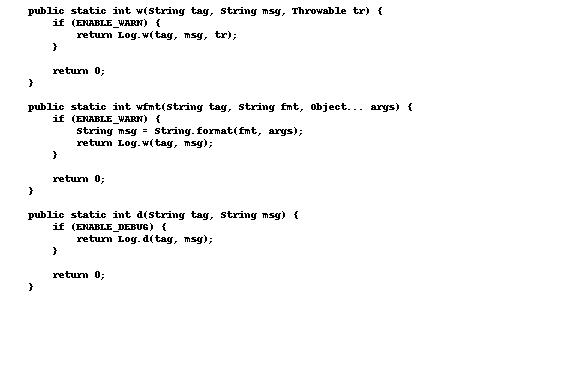 public static int w(String tag, String msg, Throwable tr) {
    if (ENABLE_WARN) {
        return Log.w(tag, msg, tr);
    }

    return 0;
}

public static int wfmt(String tag, String fmt, Object... args) {
    if (ENABLE_WARN) {
        String msg = String.format(fmt, args);
        return Log.w(tag, msg);
    }

    return 0;
}

public static int d(String tag, String msg) {
    if (ENABLE_DEBUG) {
        return Log.d(tag, msg);
    }

    return 0;
}